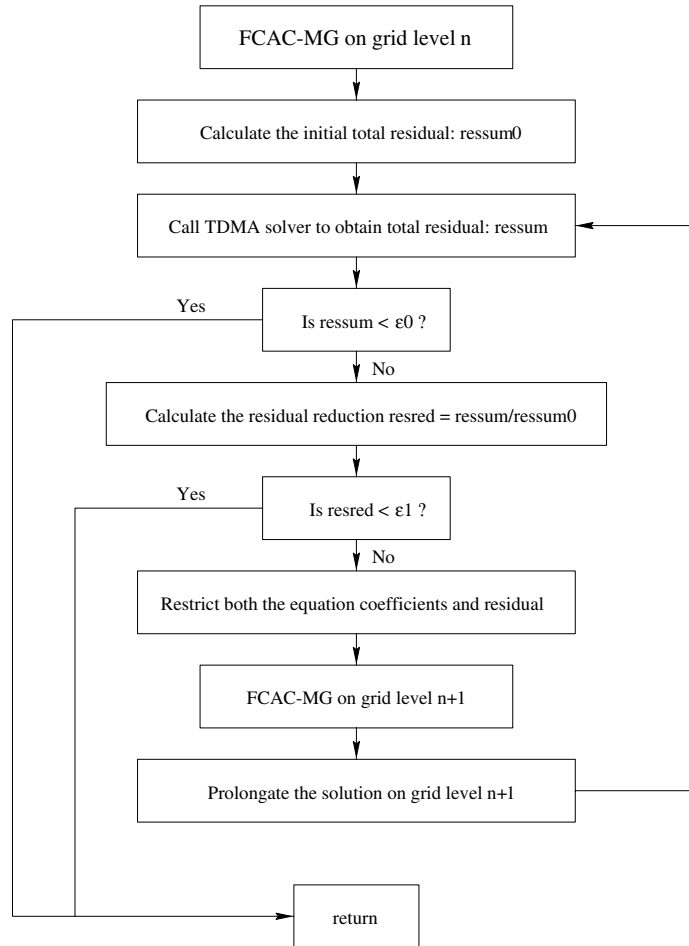 FCAC-MG on grid level n
Calculate the initial total residual: ressum0
Call TDMA solver to obtain total residual: ressum
Yes
Is ressum < ε0 ?
No
Calculate the residual reduction resred = ressum/ressum0
Yes
Is resred < ε1 ?
No
Restrict both the equation coefficients and residual
FCAC-MG on grid level n+1
Prolongate the solution on grid level n+1
return